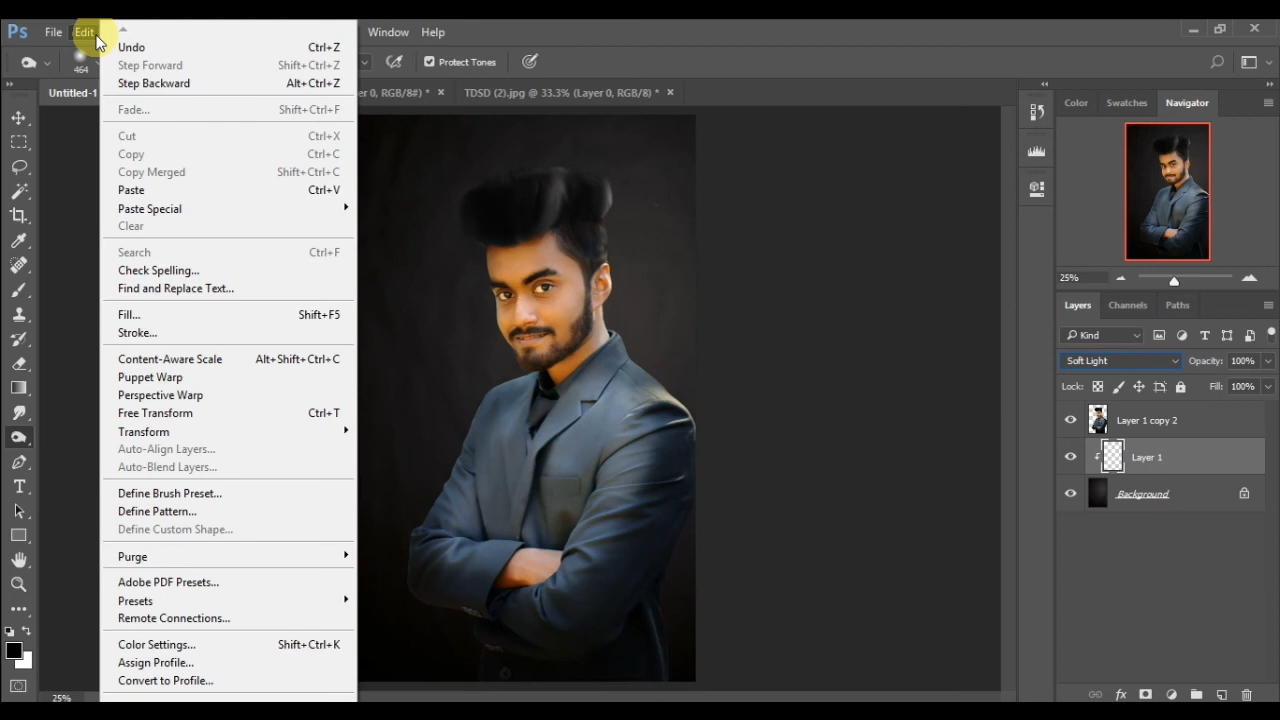 Ps File Edit Window Help
464 Protect Tones
Untitled-1 er 0, RGB/8#) * × TDSD (2).jpg @ 33.3% (Layer 0, RGB/8) * ×
Undo Ctrl+Z
Step Forward Shift+Ctrl+Z
Step Backward Alt+Ctrl+Z
Fade... Shift+Ctrl+F
Cut Ctrl+X
Copy Ctrl+C
Copy Merged Shift+Ctrl+C
Paste Ctrl+V
Paste Special
Clear
Search Ctrl+F
Check Spelling...
Find and Replace Text...
Fill... Shift+F5
Stroke...
Content-Aware Scale Alt+Shift+Ctrl+C
Puppet Warp
Perspective Warp
Free Transform Ctrl+T
Transform
Auto-Align Layers...
Auto-Blend Layers...
Define Brush Preset...
Define Pattern...
Define Custom Shape...
Purge
Adobe PDF Presets...
Presets
Remote Connections...
Color Settings... Shift+Ctrl+K
Assign Profile...
Convert to Profile...
25%
Color Swatches Navigator
25%
Layers Channels Paths
Kind
Soft Light Opacity: 100%
Lock: Fill: 100%
Layer 1 copy 2
Layer 1
Background